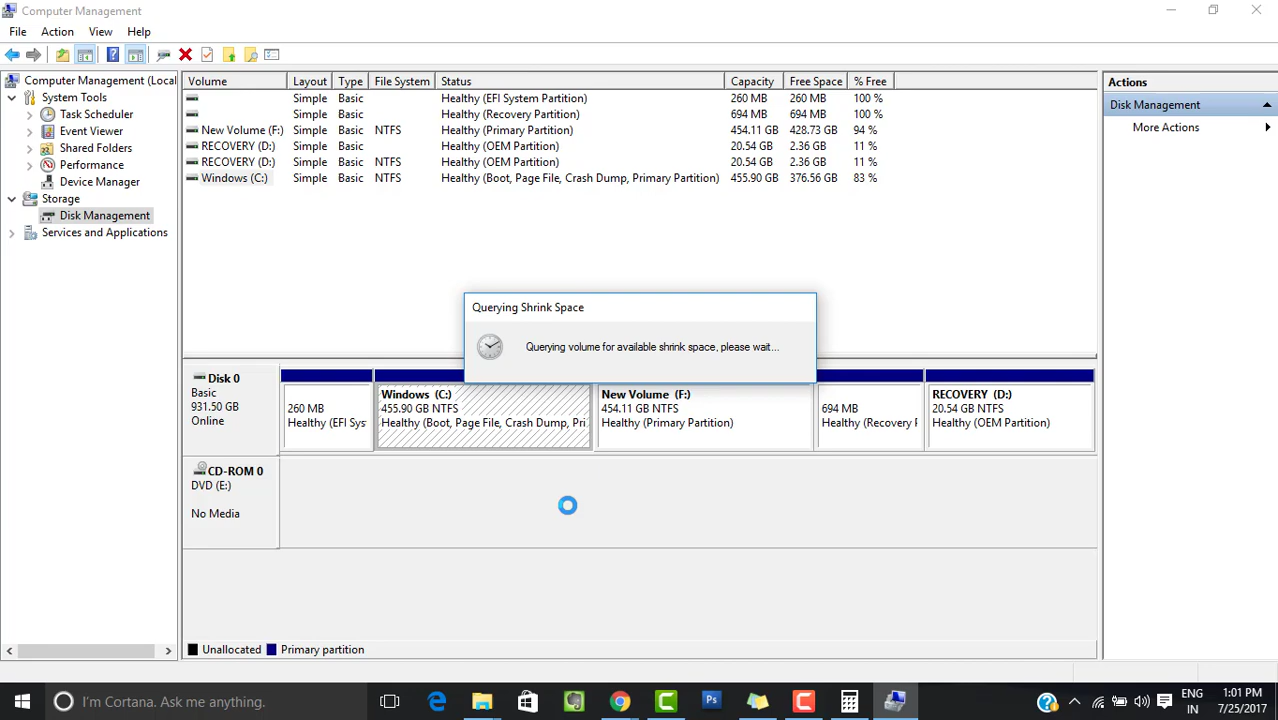 Computer Management
File Action View Help
Computer Management (Local
System Tools
Task Scheduler
Event Viewer
Shared Folders
Performance
Device Manager
Storage
Disk Management
Services and Applications
Volume Layout Type File System Status Capacity Free Space % Free
Simple Basic Healthy (EFI System Partition) 260 MB 260 MB 100 %
Simple Basic Healthy (Recovery Partition) 694 MB 694 MB 100 %
New Volume (F:) Simple Basic NTFS Healthy (Primary Partition) 454.11 GB 428.73 GB 94 %
RECOVERY (D:) Simple Basic Healthy (OEM Partition) 20.54 GB 2.36 GB 11 %
RECOVERY (D:) Simple Basic NTFS Healthy (OEM Partition) 20.54 GB 2.36 GB 11 %
Windows (C:) Simple Basic NTFS Healthy (Boot, Page File, Crash Dump, Primary Partition) 455.90 GB 376.56 GB 83 %
Actions
Disk Management
More Actions
Querying Shrink Space
Querying volume for available shrink space, please wait...
Disk 0
Basic
931.50 GB
Online
260 MB
Healthy (EFI Sys
Windows (C:)
455.90 GB NTFS
Healthy (Boot, Page File, Crash Dump, Pri
New Volume (F:)
454.11 GB NTFS
Healthy (Primary Partition)
694 MB
Healthy (Recovery F
RECOVERY (D:)
20.54 GB NTFS
Healthy (OEM Partition)
CD-ROM 0
DVD (E:)
No Media
Unallocated Primary partition
I'm Cortana. Ask me anything.
Ps
ENG
IN
1:01 PM
7/25/2017